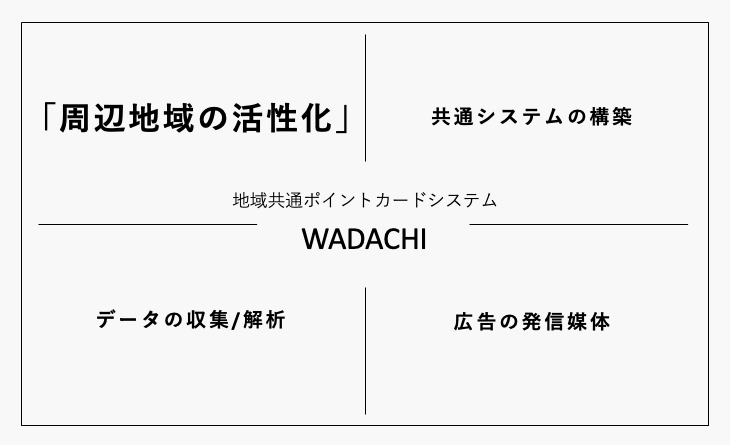 「周辺地域の活性化」
共通システムの構築
地域共通ポイントカードシステム
WADACHI
データの収集/解析
広告の発信媒体